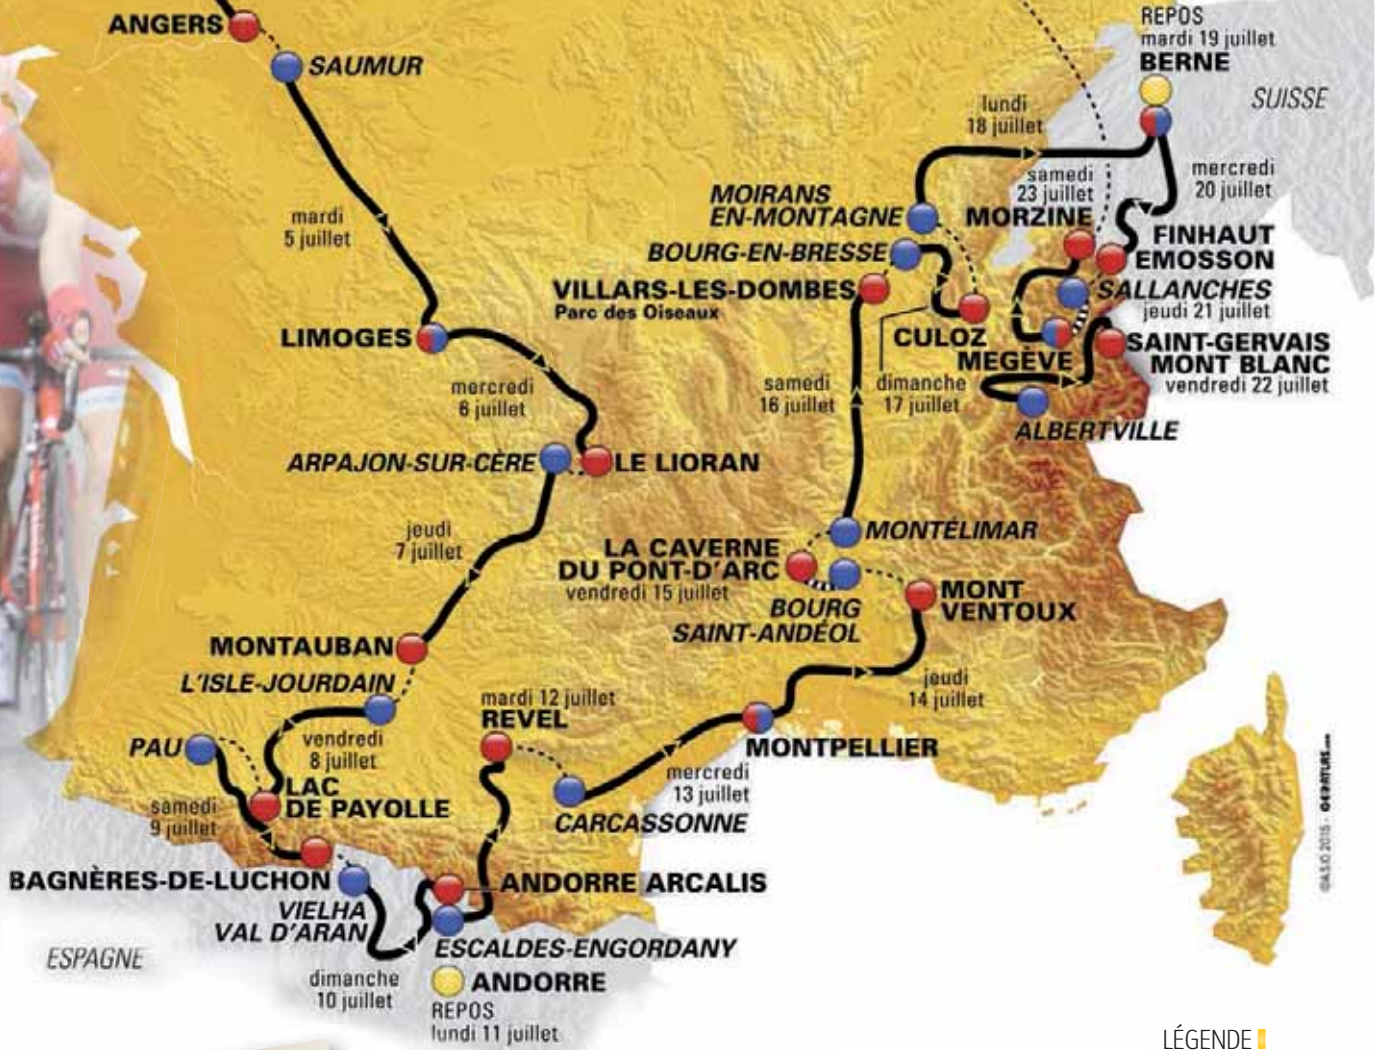 REPOS
mardi 19 juillet
BERNE
ANGERS
SAUMUR
SUISSE
lundi
18 juillet
mercredi
20 juillet
samedi
23 juillet
MOIRANS
EN-MONTAGNE
MORZINE
mardi
5 juillet
BOURG-EN-BRESSE
FINHAUT
EMOSSON
VILLARS-LES-DOMBES
Parc des Oiseaux
SALLANCHES
jeudi 21 juillet
LIMOGES
CULOZ
MEGÈVE
SAINT-GERVAIS
MONT BLANC
vendredi 22 juillet
mercredi
6 juillet
samedi
16 juillet
dimanche
17 juillet
ALBERTVILLE
ARPAJON-SUR-CÈRE
LE LIORAN
jeudi
7 juillet
MONTÉLIMAR
LA CAVERNE
DU PONT-D'ARC
vendredi 15 juillet
BOURG
SAINT-ANDÉOL
MONT
VENTOUX
MONTAUBAN
L'ISLE-JOURDAIN
jeudi
14 juillet
mardi 12 juillet
REVEL
PAU
vendredi
8 juillet
MONTPELLIER
mercredi
13 juillet
LAC
DE PAYOLLE
samedi
9 juillet
CARCASSONNE
©A.S.O. 2015 - GEOATLAS.com
BAGNÈRES-DE-LUCHON
ANDORRE ARCALIS
VIELHA
VAL D'ARAN
ESCALDES-ENGORDANY
ESPAGNE
dimanche
10 juillet
ANDORRE
REPOS
lundi 11 juillet
LÉGENDE